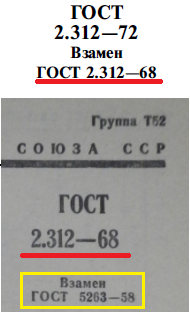 ГОСТ
2.312—72
Взамен
ГОСТ 2.312—68
Группа Т52
СОЮЗА ССР
ГОСТ
2.312—68
Взамен
ГОСТ 5263—58